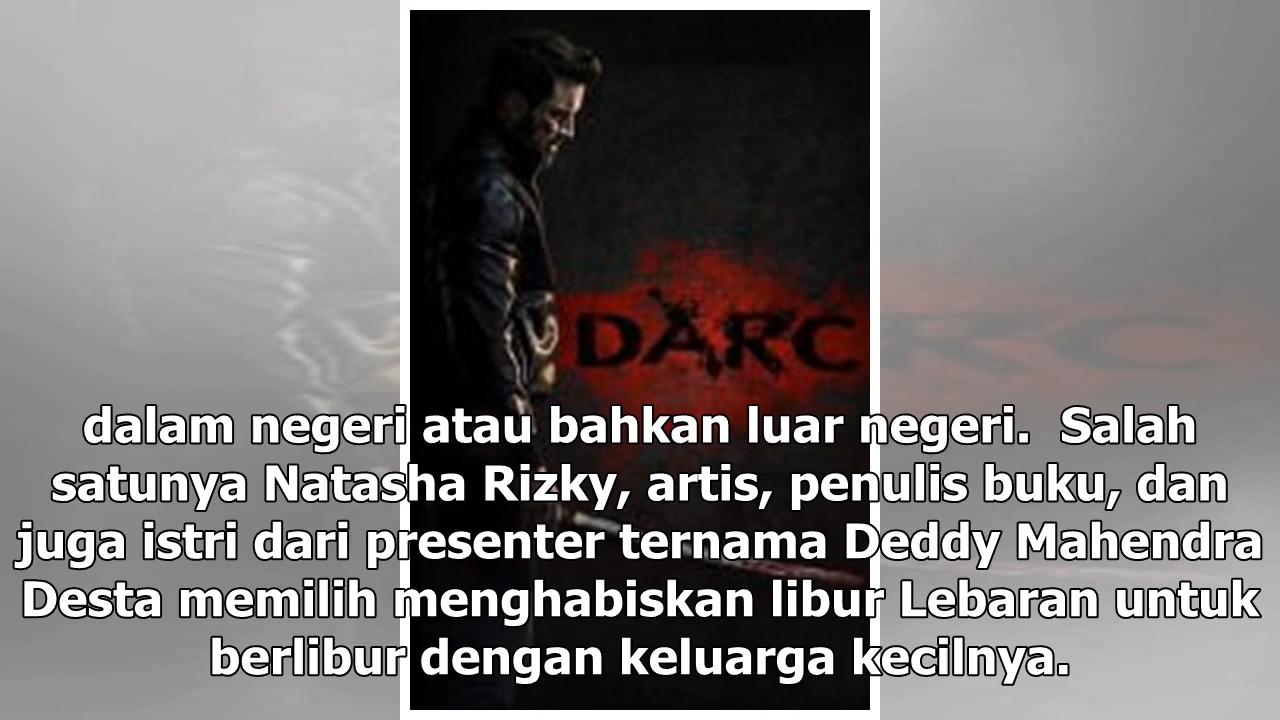 DARC
dalam negeri atau bahkan luar negeri.  Salah
satunya Natasha Rizky, artis, penulis buku, dan
juga istri dari presenter ternama Deddy Mahendra
Desta memilih menghabiskan libur Lebaran untuk
berlibur dengan keluarga kecilnya.